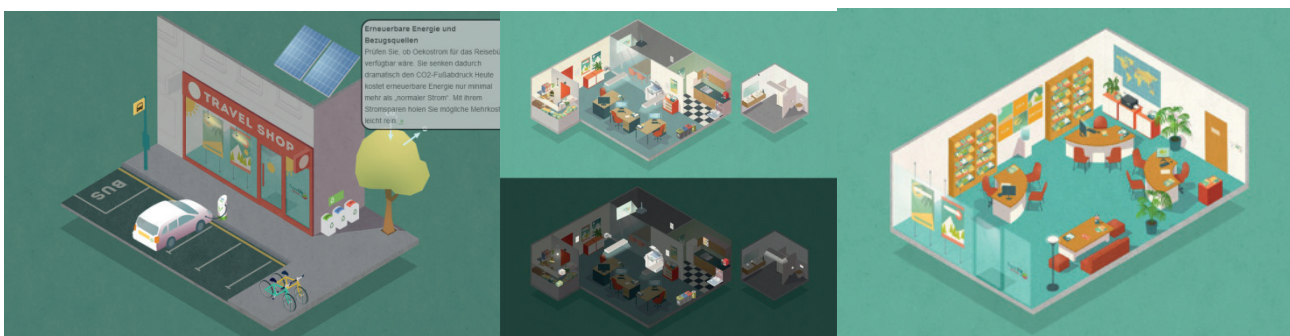 Erneuerbare Energie und
Bezugsquellen
Prüfen Sie, ob Oekostrom für das Reisebü
verfügbar wäre. Sie senken dadurch
dramatisch den CO2-Fußabdruck Heute
kostet erneuerbare Energie nur minimal
mehr als „normaler Strom“. Mit Ihrem
Stromsparen holen Sie mögliche Mehrkost
leicht rein
TRAVEL SHOP
BUS